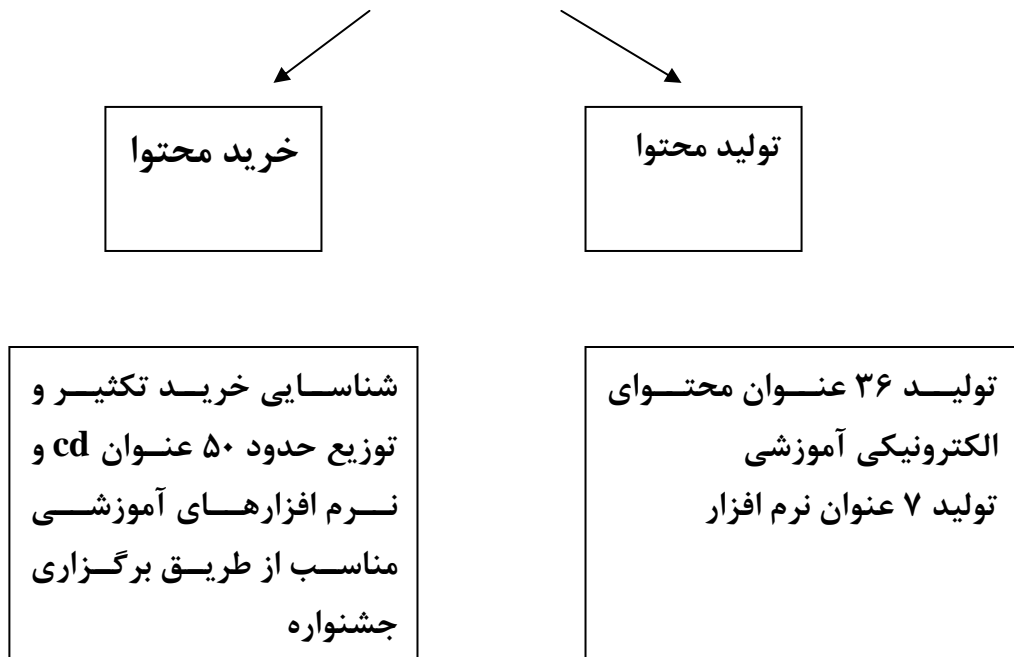 تولید محتوا
خرید محتوا
تولید ۳۶ عنوان محتوای
الکترونیکی آموزشی
تولید ۷ عنوان نرم افزار
شناسایی خرید تکثیر و
توزیع حدود ۵۰ عنوان cd و
نرم افزارهای آموزشی
مناسب از طریق برگزاری
جشنواره